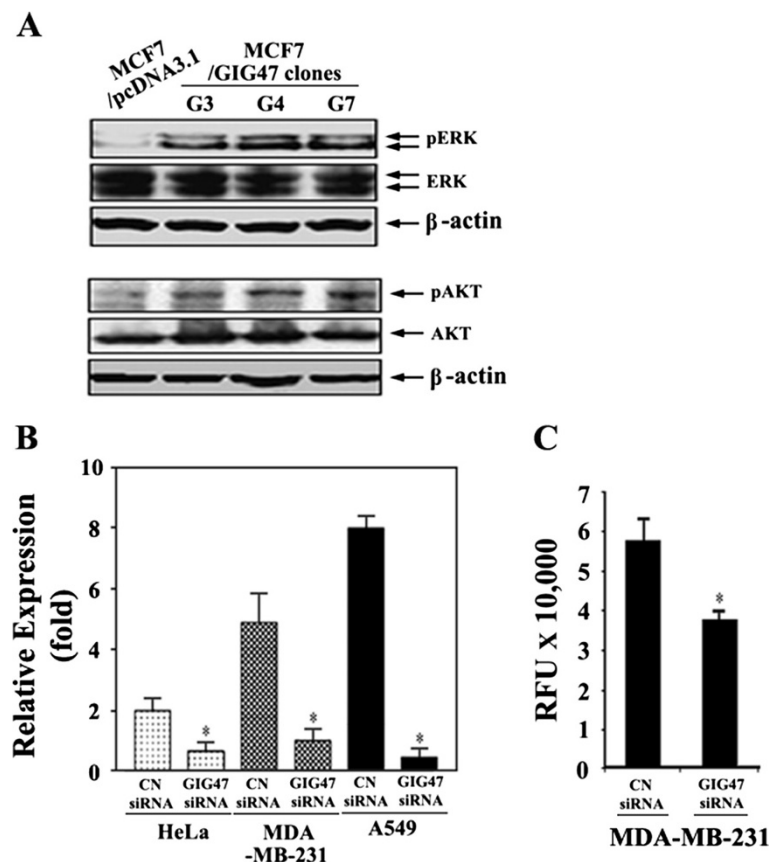 A
MCF7
/pcDNA3.1
MCF7
/GIG47 clones
G3 G4 G7
pERK
ERK
β-actin
pAKT
AKT
β-actin
B
Relative Expression
(fold)
10
8
6
4
2
0
* * *
CN
siRNA
GIG47
siRNA
CN
siRNA
GIG47
siRNA
CN
siRNA
GIG47
siRNA
HeLa
MDA
-MB-231
A549
C
RFU x 10,000
7
6
5
4
3
2
1
0
*
CN
siRNA
GIG47
siRNA
MDA-MB-231